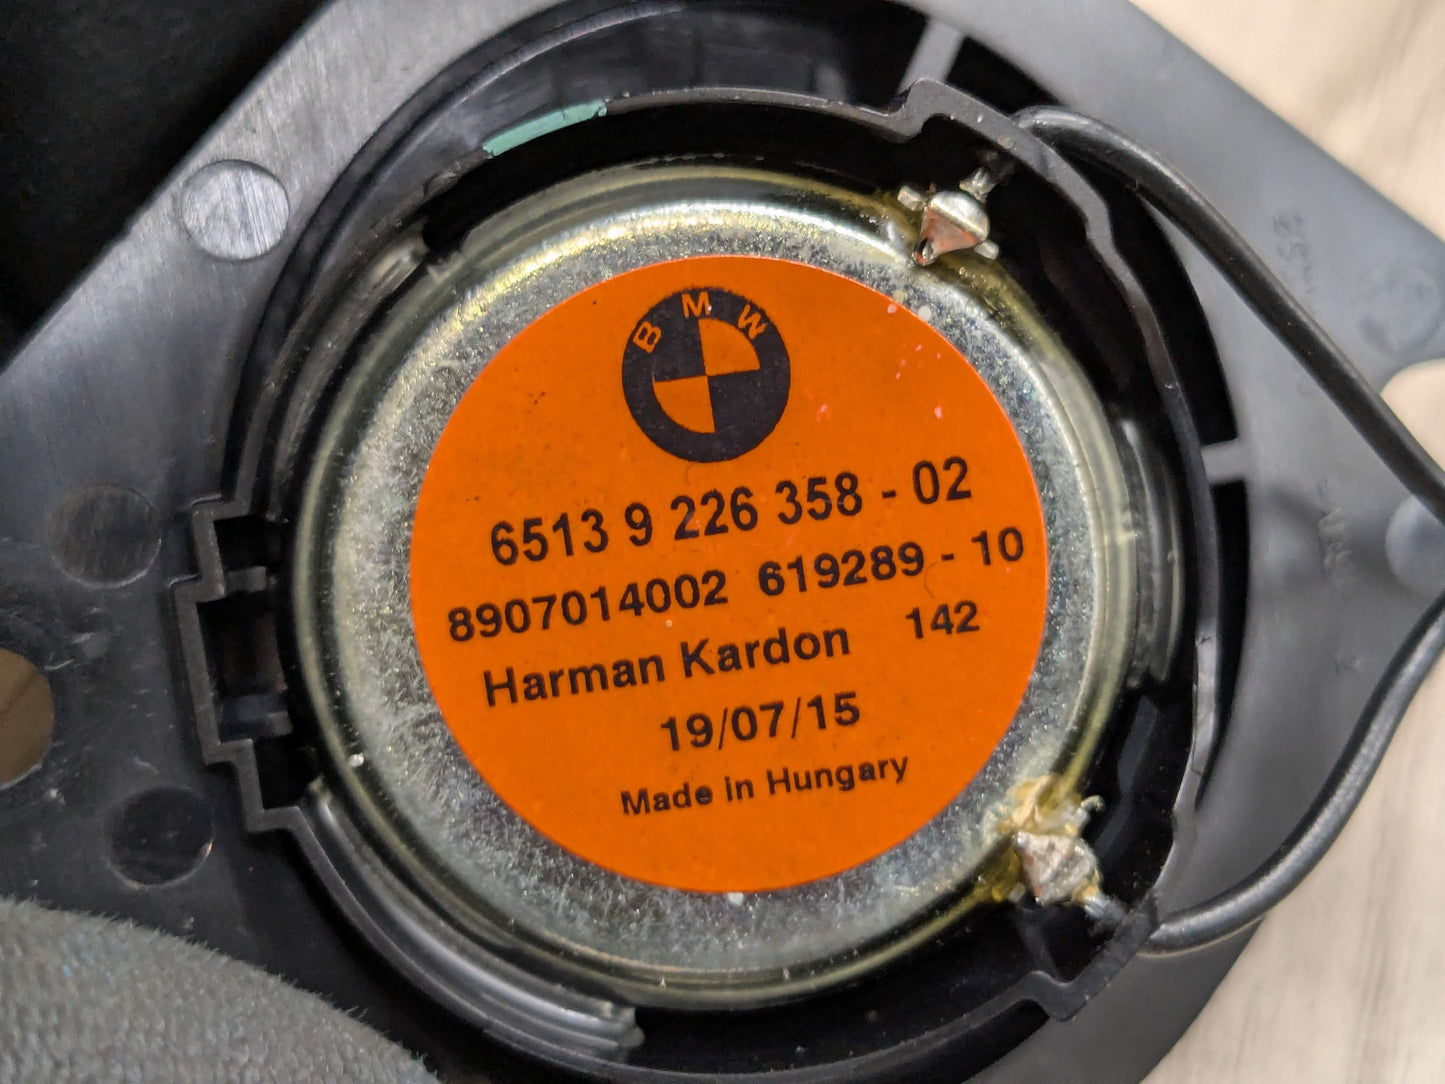 BMW
6513 9 226 358 - 02
8907014002 619289 - 10
Harman Kardon 142
19/07/15
Made in Hungary